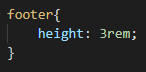 footer{
    height: 3rem;
}